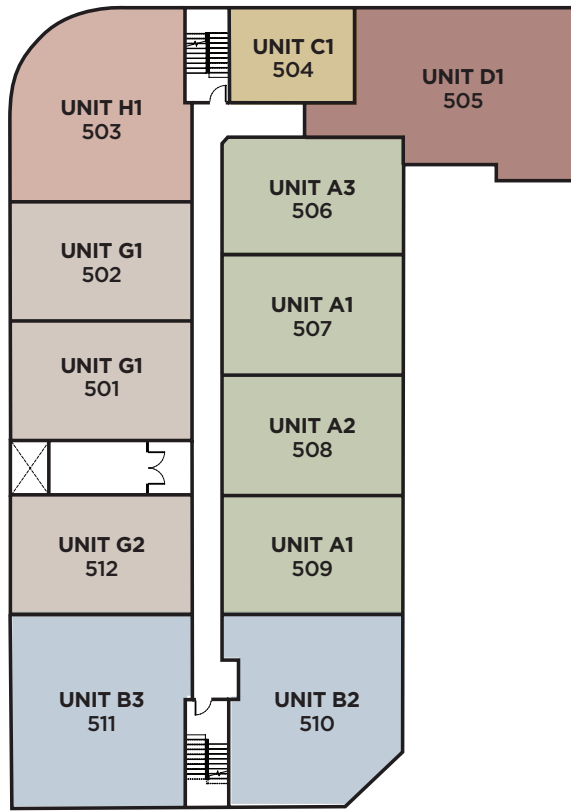 UNIT C1
504
UNIT D1
505
UNIT H1
503
UNIT A3
506
UNIT G1
502
UNIT A1
507
UNIT G1
501
UNIT A2
508
UNIT G2
512
UNIT A1
509
UNIT B3
511
UNIT B2
510